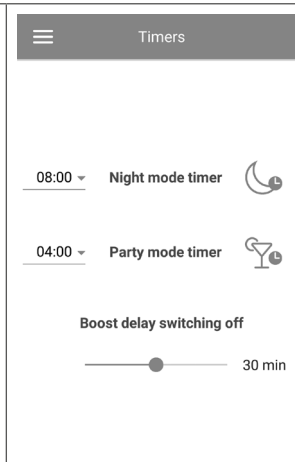 Timers
08:00 Night mode timer
04:00 Party mode timer
Boost delay switching off
30 min